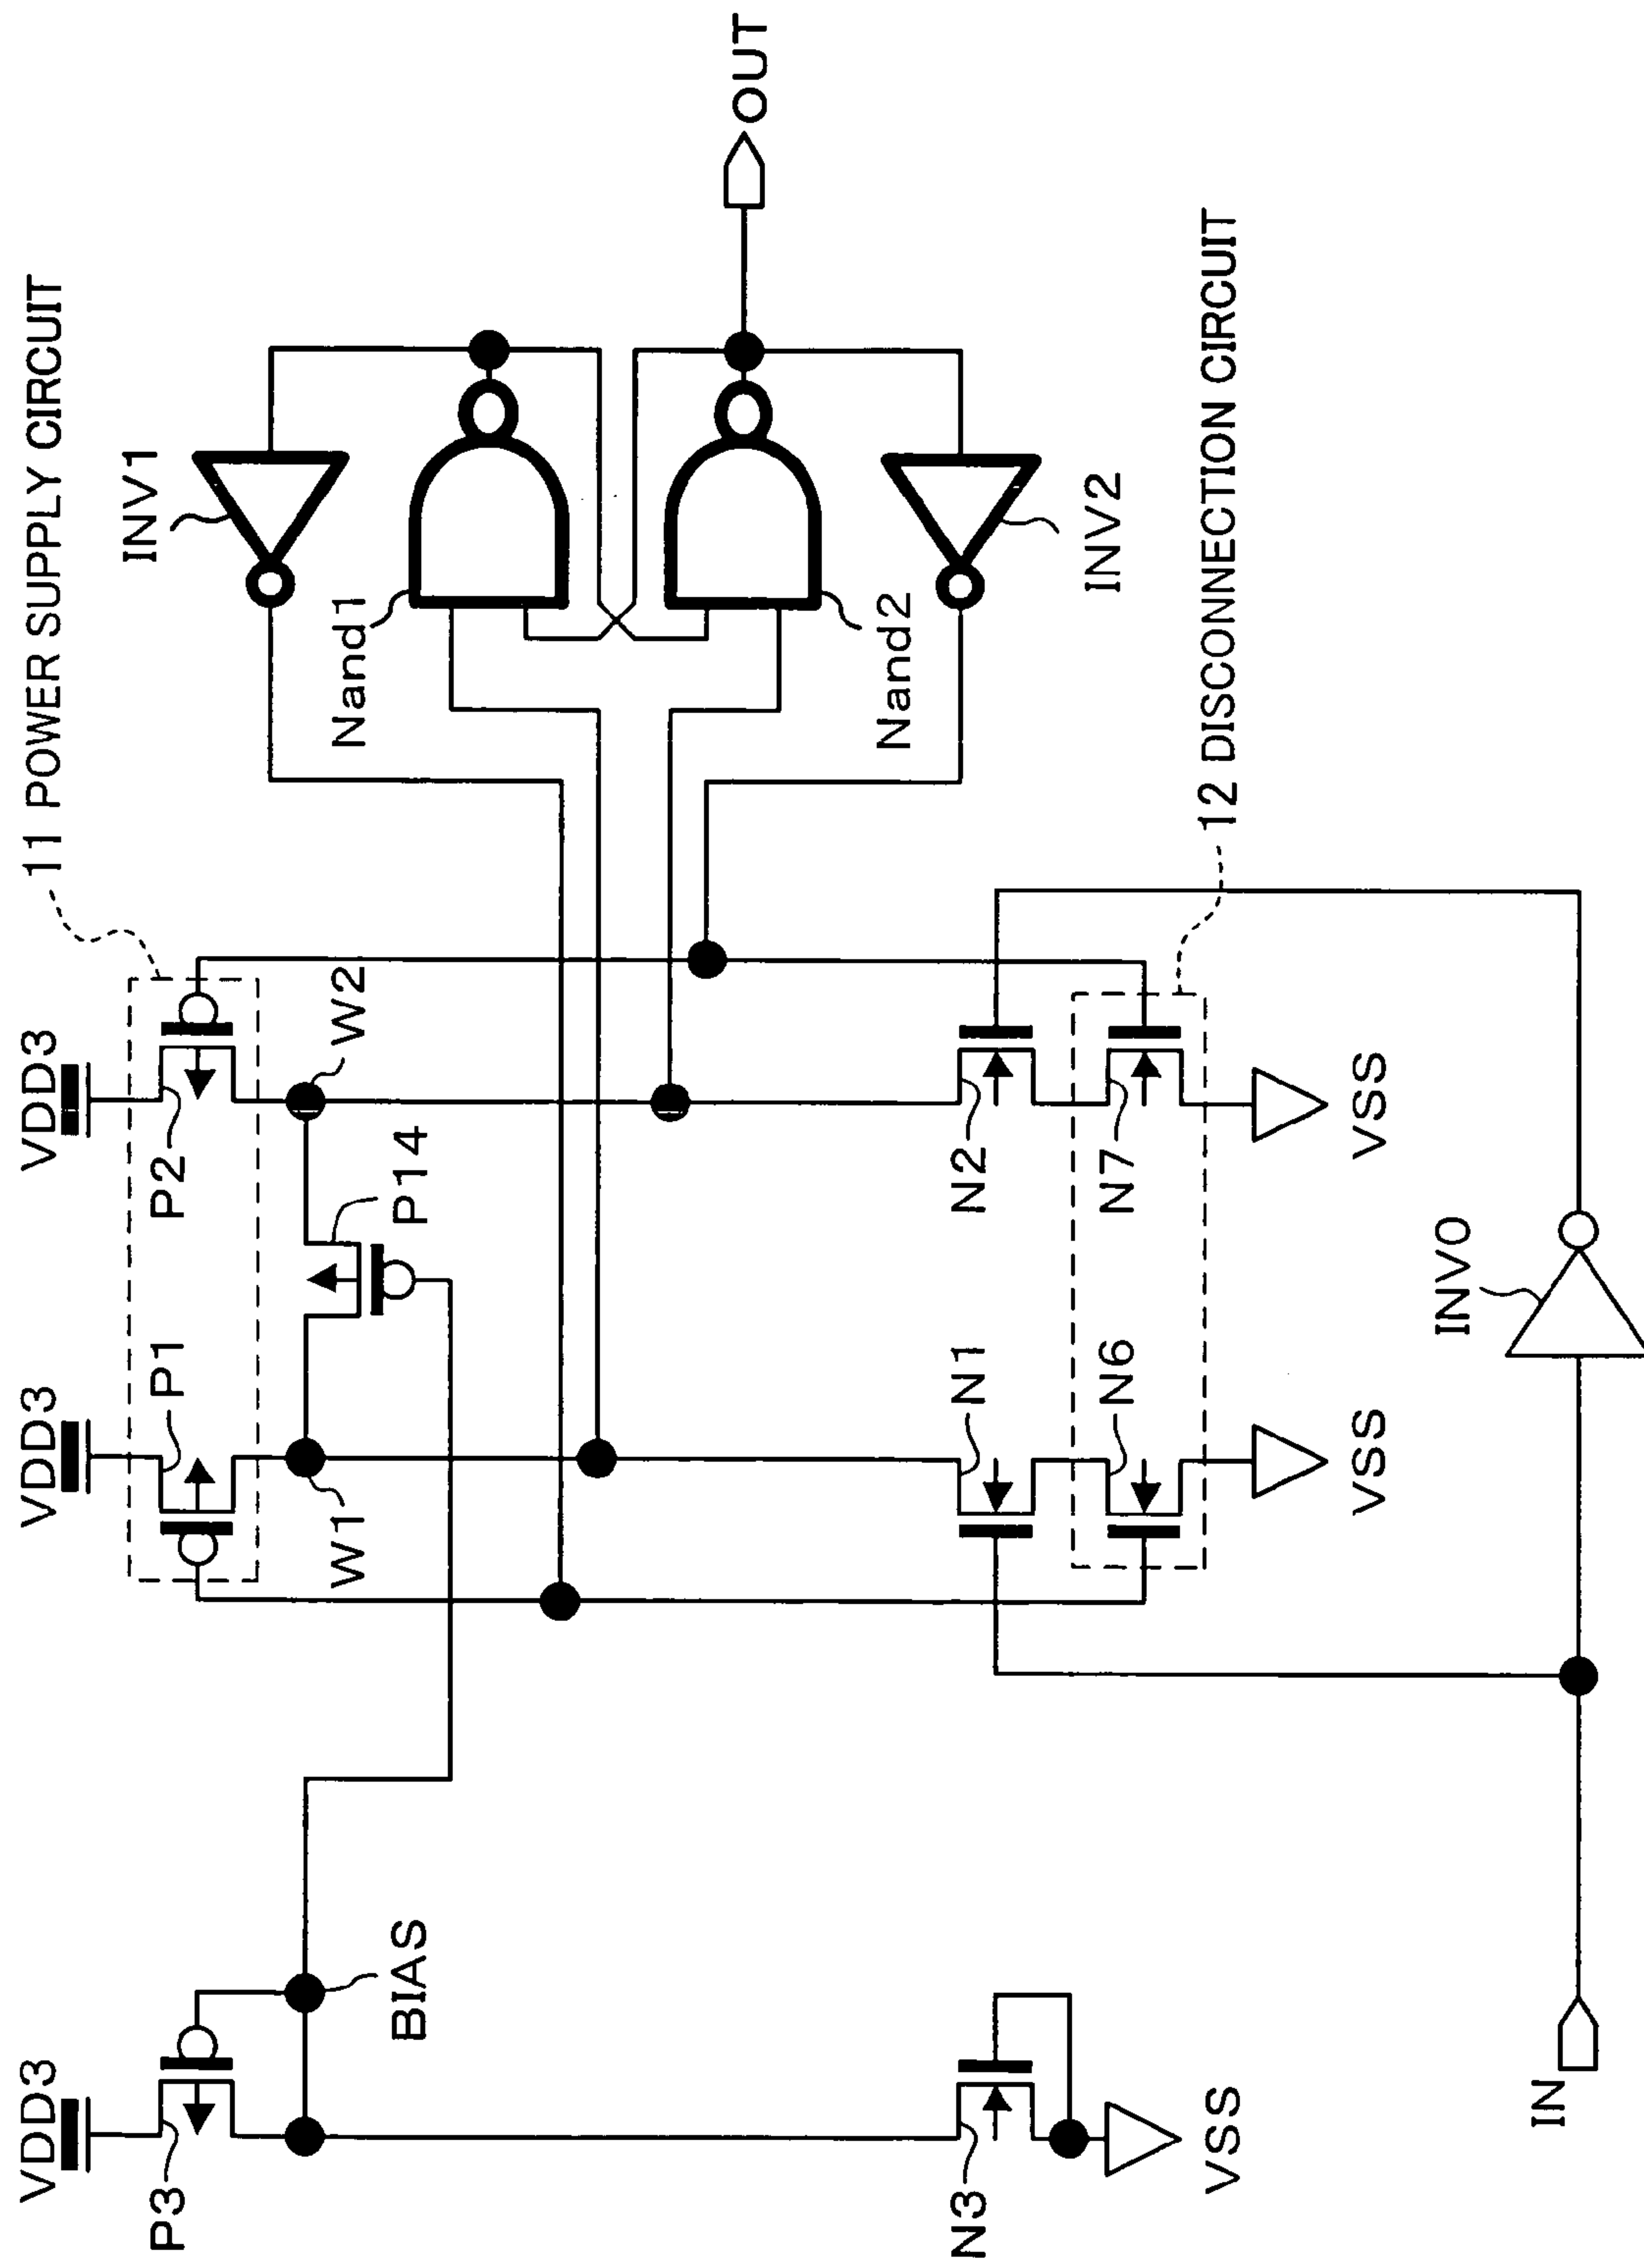 11 POWER SUPPLY CIRCUIT
VDD3
VDD3
VDD3
P3
P1
P2
INV1
W1
W2
BIAS
P14
Nand1
OUT
Nand2
N3
N1
N2
INV2
N6
N7
12 DISCONNECTION CIRCUIT
VSS
VSS
VSS
INV0
IN